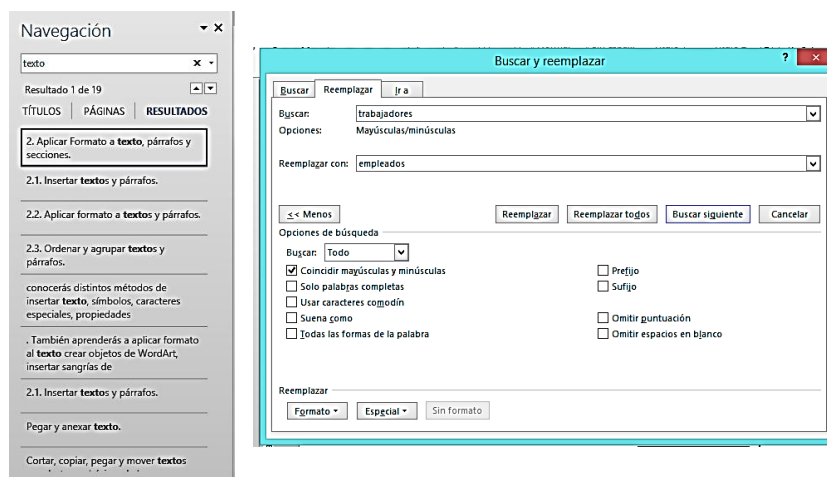 Navegación
texto
Resultado 1 de 19
TÍTULOS PÁGINAS RESULTADOS
2. Aplicar Formato a texto, párrafos y
secciones.
2.1. Insertar textos y párrafos.
2.2. Aplicar formato a textos y párrafos.
2.3. Ordenar y agrupar textos y
párrafos.
conocerás distintos métodos de
insertar texto, símbolos, caracteres
especiales, propiedades
. También aprenderás a aplicar formato
al texto crear objetos de WordArt,
insertar sangrías de
2.1. Insertar textos y párrafos.
Pegar y anexar texto.
Cortar, copiar, pegar y mover textos
Buscar y reemplazar
Buscar Reemplazar Ir a
Buscar: trabajadores
Opciones: Mayúsculas/minúsculas
Reemplazar con: empleados
<< Menos Reemplazar Reemplazar todos Buscar siguiente Cancelar
Opciones de búsqueda
Buscar: Todo
Coincidir mayúsculas y minúsculas Prefijo
Solo palabras completas Sufijo
Usar caracteres comodín
Suena como Omitir puntuación
Todas las formas de la palabra Omitir espacios en blanco
Reemplazar
Formato Especial Sin formato